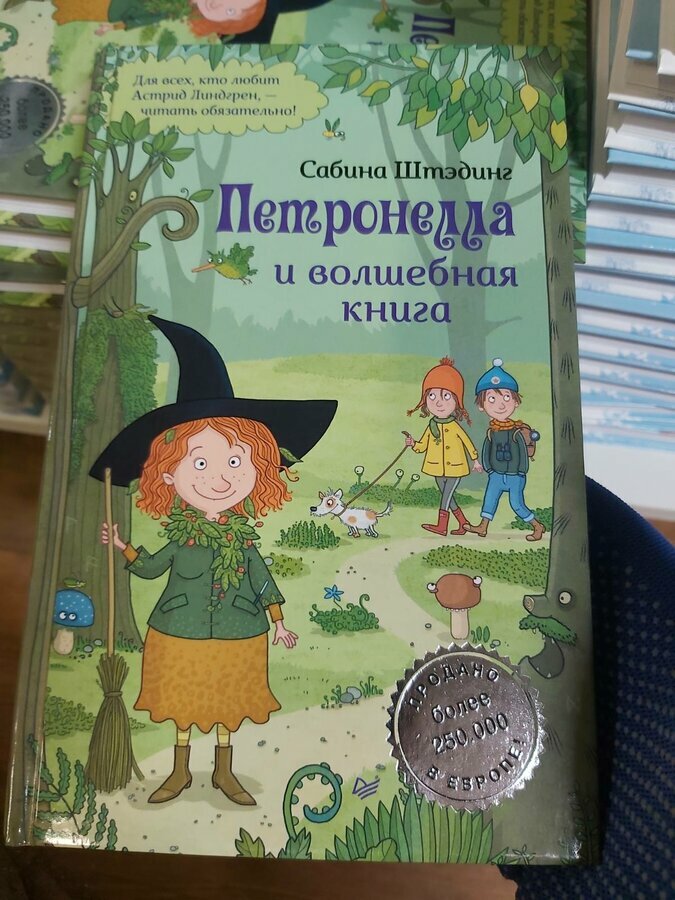 Для всех, кто любит
Астрид Линдгрен, —
читать обязательно!
Сабина Штэдинг
Петронелла
и волшебная
книга
ПРОДАНО
более
250.000
В ЕВРОПЕ!